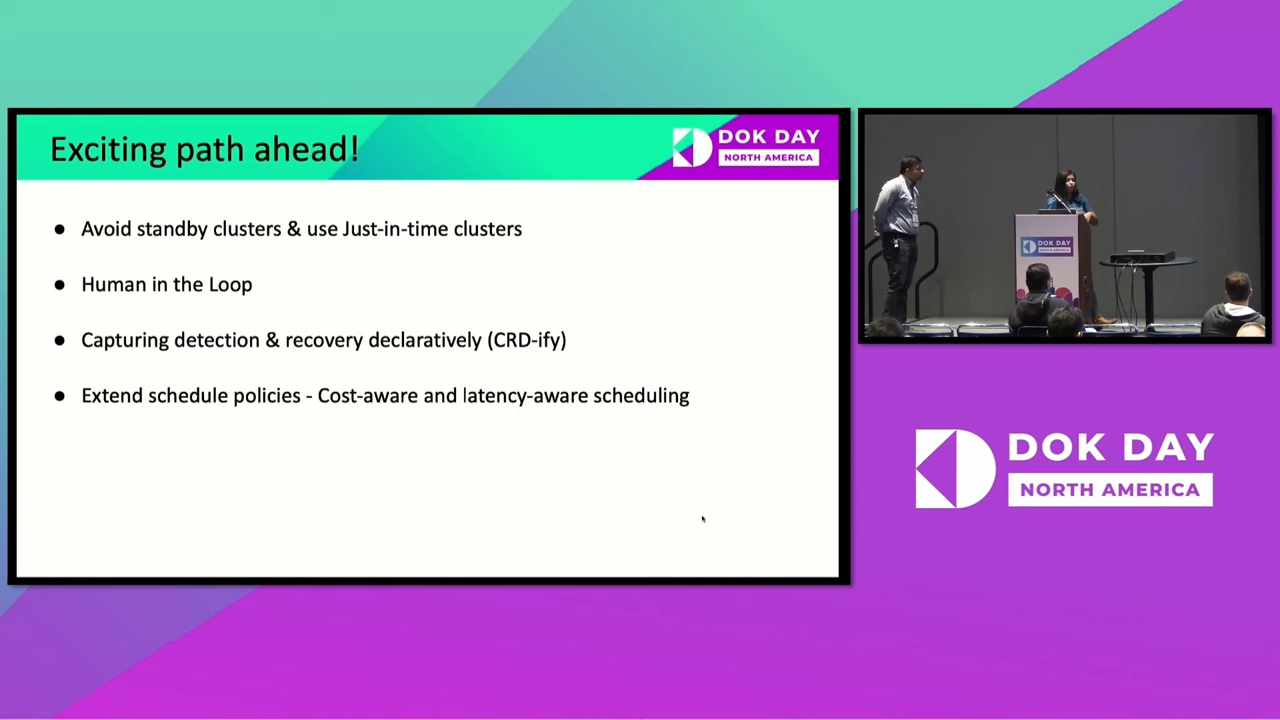 Exciting path ahead!
DOK DAY
NORTH AMERICA
● Avoid standby clusters & use Just-in-time clusters
● Human in the Loop
● Capturing detection & recovery declaratively (CRD-ify)
● Extend schedule policies - Cost-aware and latency-aware scheduling
DOK DAY
DOK DAY
NORTH AMERICA